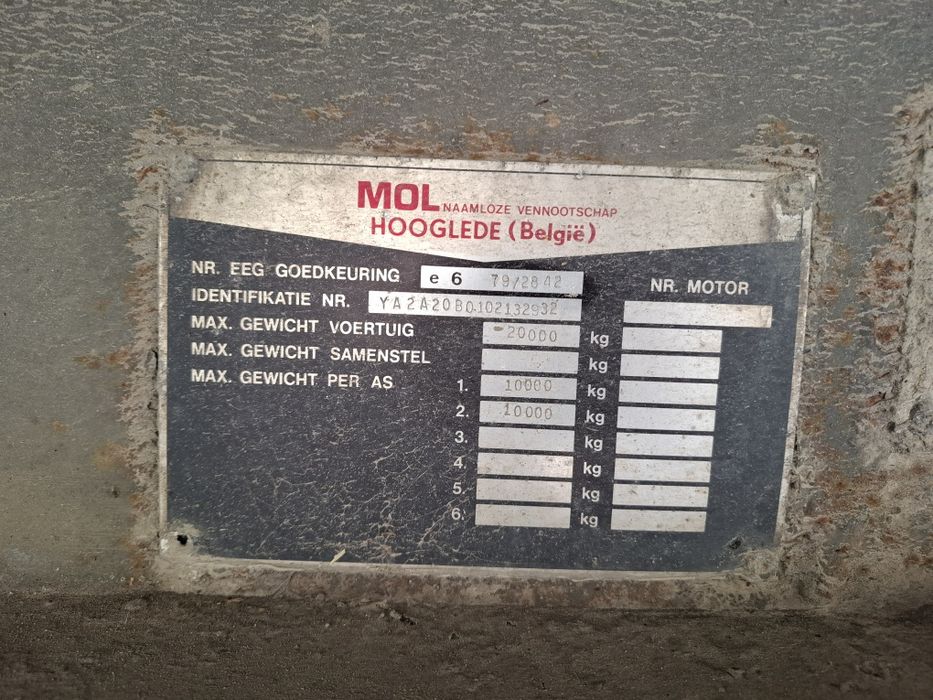 MOL NAAMLOZE VENNOOTSCHAP
HOOGLEDE (België)
NR. EEG GOEDKEURING e 6 79/2842
NR. MOTOR
IDENTIFIKATIE NR. YA2A20B0102132932
MAX. GEWICHT VOERTUIG 20000 kg
MAX. GEWICHT SAMENSTEL kg
MAX. GEWICHT PER AS 1. 10000 kg
2. 10000 kg
3. kg
4. kg
5. kg
6. kg